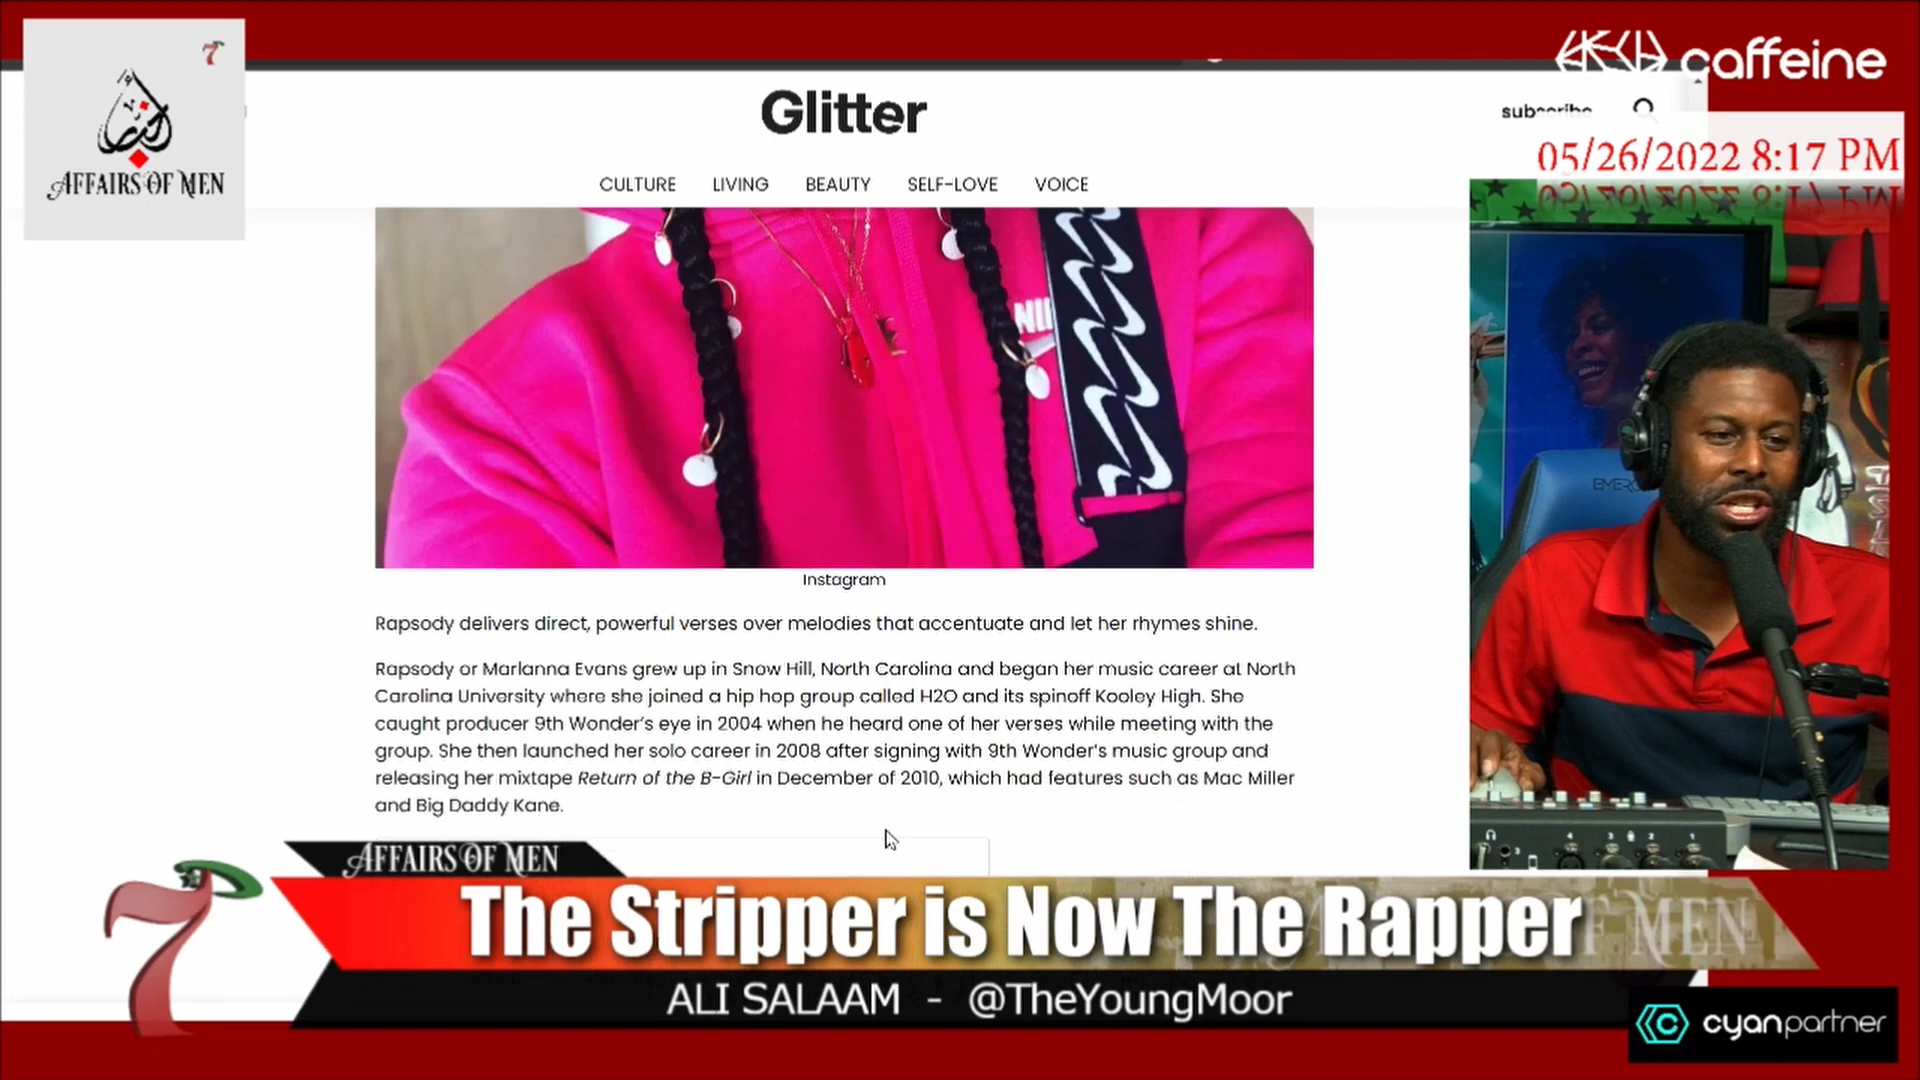 7
AFFAIRS OF MEN
caffeine
Glitter
subscribe
05/26/2022 8:17 PM
CULTURE LIVING BEAUTY SELF-LOVE VOICE
Instagram
Rapsody delivers direct, powerful verses over melodies that accentuate and let her rhymes shine.
Rapsody or Marlanna Evans grew up in Snow Hill, North Carolina and began her music career at North
Carolina University where she joined a hip hop group called H2O and its spinoff Kooley High. She
caught producer 9th Wonder's eye in 2004 when he heard one of her verses while meeting with the
group. She then launched her solo career in 2008 after signing with 9th Wonder's music group and
releasing her mixtape Return of the B-Girl in December of 2010, which had features such as Mac Miller
and Big Daddy Kane.
4 3 2 1
AFFAIRS OF MEN
7
The Stripper is Now The Rapper
F MEN
ALI SALAAM - @TheYoungMoor
cyanpartner